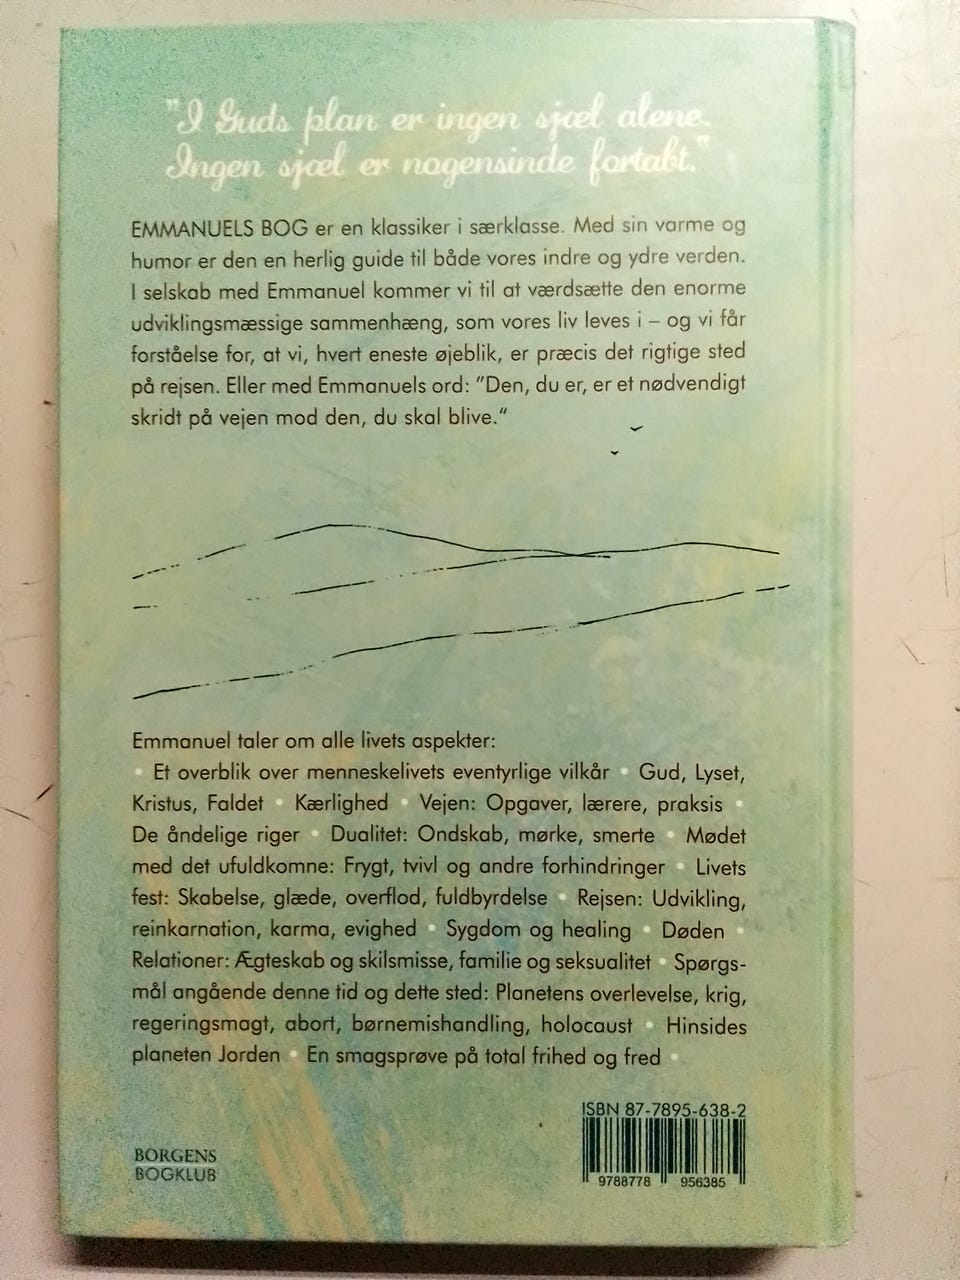 "I Guds plan er ingen sjæl alene.
Ingen sjæl er nogensinde fortabt."
EMMANUELS BOG er en klassiker i særklasse. Med sin varme og
humor er den en herlig guide til både vores indre og ydre verden.
I selskab med Emmanuel kommer vi til at værdsætte den enorme
udviklingsmæssige sammenhæng, som vores liv leves i – og vi får
forståelse for, at vi, hvert eneste øjeblik, er præcis det rigtige sted
på rejsen. Eller med Emmanuels ord: "Den, du er, er et nødvendigt
skridt på vejen mod den, du skal blive."
Emmanuel taler om alle livets aspekter:
• Et overblik over menneskelivets eventyrlige vilkår • Gud, Lyset,
Kristus, Faldet • Kærlighed • Vejen: Opgaver, lærere, praksis •
De åndelige riger • Dualitet: Ondskab, mørke, smerte • Mødet
med det ufuldkomne: Frygt, tvivl og andre forhindringer • Livets
fest: Skabelse, glæde, overflod, fuldbyrdelse • Rejsen: Udvikling,
reinkarnation, karma, evighed • Sygdom og healing • Døden •
Relationer: Ægteskab og skilsmisse, familie og seksualitet • Spørgs-
mål angående denne tid og dette sted: Planetens overlevelse, krig,
regeringsmagt, abort, børnemishandling, holocaust • Hinsides
planeten Jorden • En smagsprøve på total frihed og fred •
ISBN 87-7895-638-2
9788778 956385
BORGENS
BOGKLUB